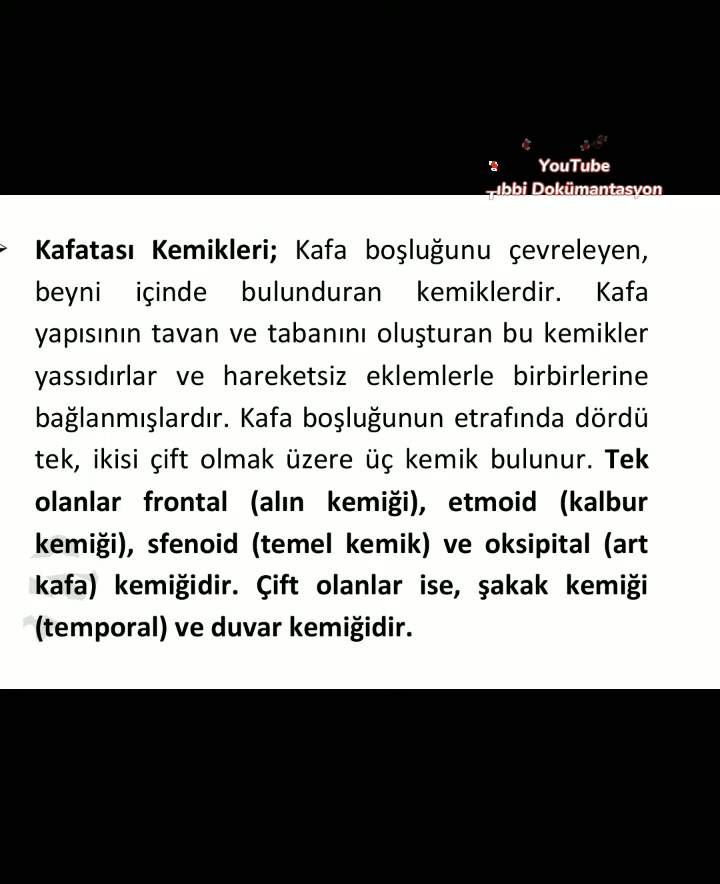 YouTube
Tıbbi Dokümantasyon
Kafatası Kemikleri; Kafa boşluğunu çevreleyen,
beyni içinde bulunduran kemiklerdir. Kafa
yapısının tavan ve tabanını oluşturan bu kemikler
yassıdırlar ve hareketsiz eklemlerle birbirlerine
bağlanmışlardır. Kafa boşluğunun etrafında dördü
tek, ikisi çift olmak üzere üç kemik bulunur. Tek
olanlar frontal (alın kemiği), etmoid (kalbur
kemiği), sfenoid (temel kemik) ve oksipital (art
kafa) kemiğidir. Çift olanlar ise, şakak kemiği
(temporal) ve duvar kemiğidir.